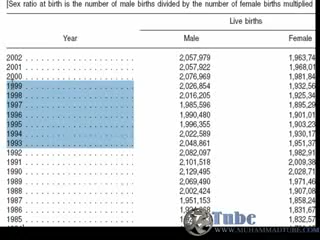 [Sex ratio at birth is the number of male births divided by the number of female births multiplied
Live births
Year Male Female
2002 2,057,979 1,963,74
2001 2,057,922 1,968,01
2000 2,076,969 1,981,84
1999 2,026,854 1,932,56
1998 2,016,205 1,925,34
1997 1,985,596 1,895,29
1996 1,990,480 1,901,01
1995 1,996,355 1,903,23
1994 2,022,589 1,930,17
1993 2,048,861 1,951,37
1992 2,082,097 1,982,91
1991 2,101,518 2,009,38
1990 2,129,495 2,028,71
1989 2,069,490 1,971,46
1988 2,002,424 1,907,08
1987 1,951,153 1,858,24
1986 1,831,67
1985 1,832,57
Tube
WWW.MUHAMMADTUBE.COM